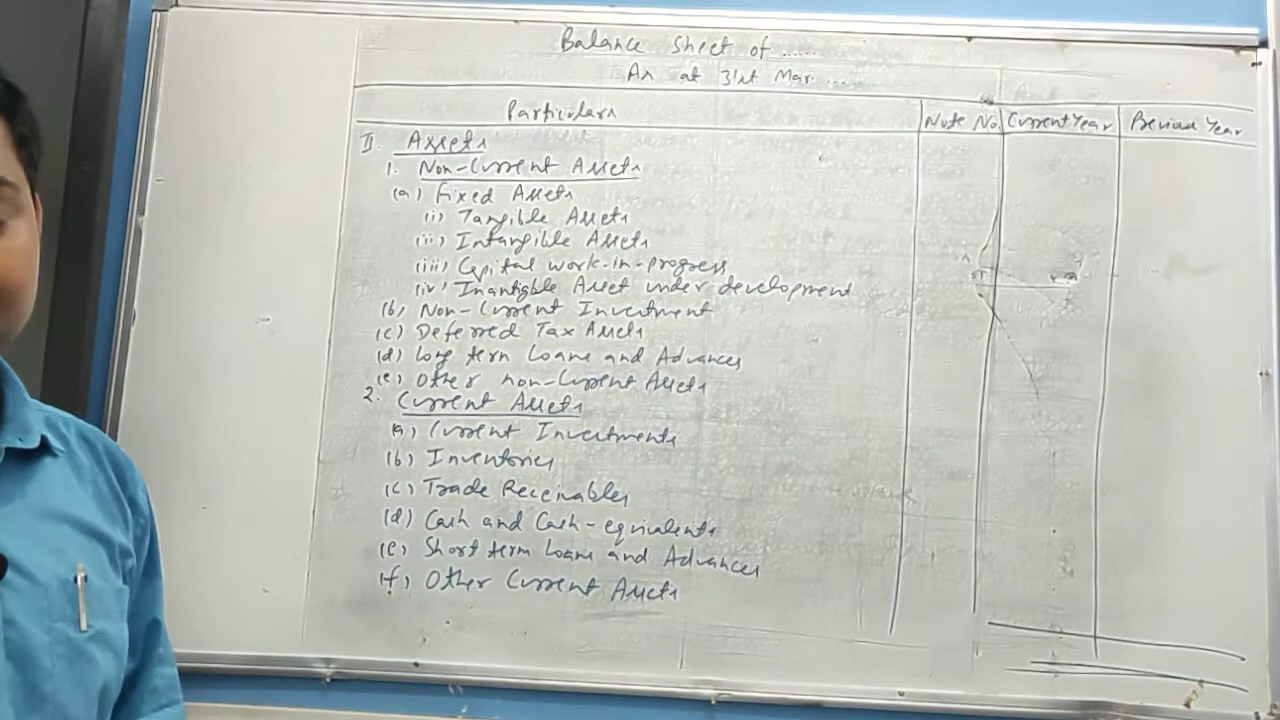 Balance Sheet of ......
As at 31st Mar. ......
Particulars Note No. Current Year Previous Year
II. Assets
1. Non-Current Assets
(a) Fixed Assets
(i) Tangible Assets
(ii) Intangible Assets
(iii) Capital work-in-progress
(iv) Inantigble Asset under development
(b) Non-Current Investment
(c) Deferred Tax Assets
(d) Long term Loans and Advances
(e) Other non-Current Assets
2. Current Assets
(a) Current Investments
(b) Inventories
(c) Trade Receivables
(d) Cash and Cash-equivalents
(e) Short term Loans and Advances
(f) Other Current Assets